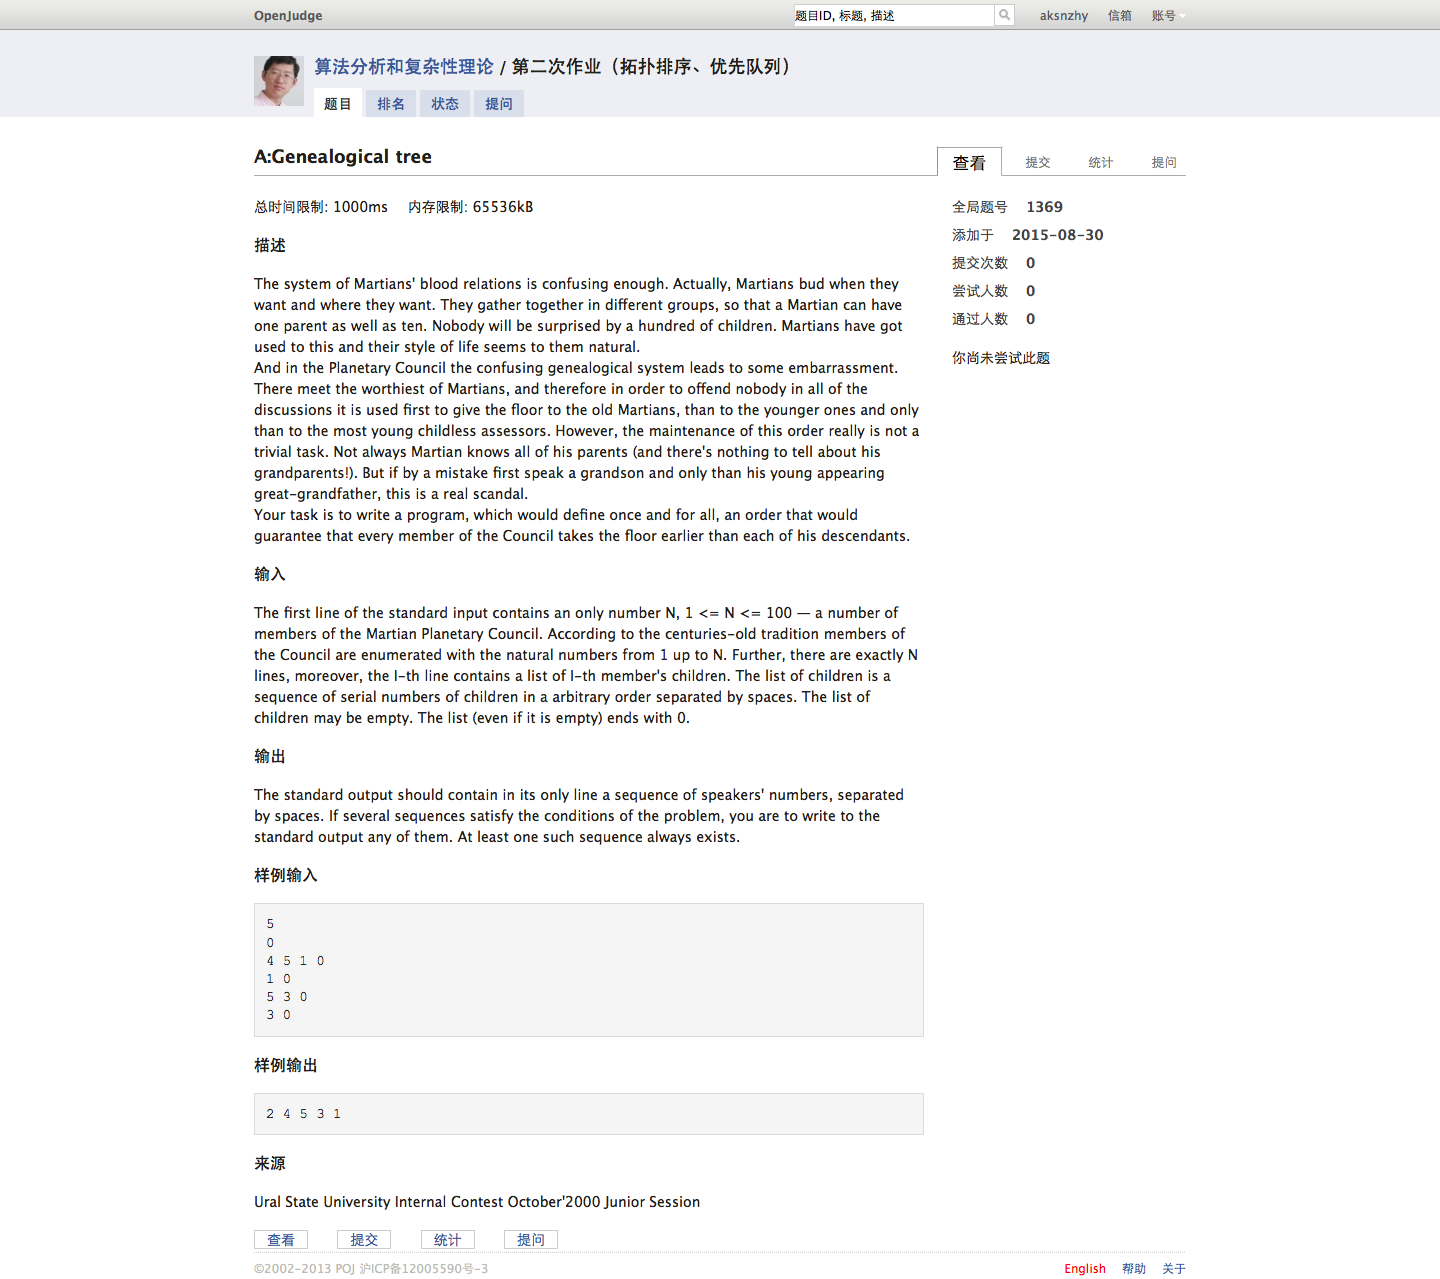 OpenJudge
题目ID, 标题, 描述
aksnzhy 信箱 账号
算法分析和复杂性理论 / 第二次作业（拓扑排序、优先队列）
题目 排名 状态 提问
A:Genealogical tree
查看 提交 统计 提问
总时间限制: 1000ms 内存限制: 65536kB
描述
The system of Martians' blood relations is confusing enough. Actually, Martians bud when they
want and where they want. They gather together in different groups, so that a Martian can have
one parent as well as ten. Nobody will be surprised by a hundred of children. Martians have got
used to this and their style of life seems to them natural.
And in the Planetary Council the confusing genealogical system leads to some embarrassment.
There meet the worthiest of Martians, and therefore in order to offend nobody in all of the
discussions it is used first to give the floor to the old Martians, than to the younger ones and only
than to the most young childless assessors. However, the maintenance of this order really is not a
trivial task. Not always Martian knows all of his parents (and there's nothing to tell about his
grandparents!). But if by a mistake first speak a grandson and only than his young appearing
great-grandfather, this is a real scandal.
Your task is to write a program, which would define once and for all, an order that would
guarantee that every member of the Council takes the floor earlier than each of his descendants.
输入
The first line of the standard input contains an only number N, 1 <= N <= 100 — a number of
members of the Martian Planetary Council. According to the centuries-old tradition members of
the Council are enumerated with the natural numbers from 1 up to N. Further, there are exactly N
lines, moreover, the I-th line contains a list of I-th member's children. The list of children is a
sequence of serial numbers of children in a arbitrary order separated by spaces. The list of
children may be empty. The list (even if it is empty) ends with 0.
输出
The standard output should contain in its only line a sequence of speakers' numbers, separated
by spaces. If several sequences satisfy the conditions of the problem, you are to write to the
standard output any of them. At least one such sequence always exists.
样例输入
5
0
4 5 1 0
1 0
5 3 0
3 0
样例输出
2 4 5 3 1
来源
Ural State University Internal Contest October'2000 Junior Session
全局题号 1369
添加于 2015-08-30
提交次数 0
尝试人数 0
通过人数 0
你尚未尝试此题
查看 提交 统计 提问
©2002-2013 POJ 沪ICP备12005590号-3
English 帮助 关于